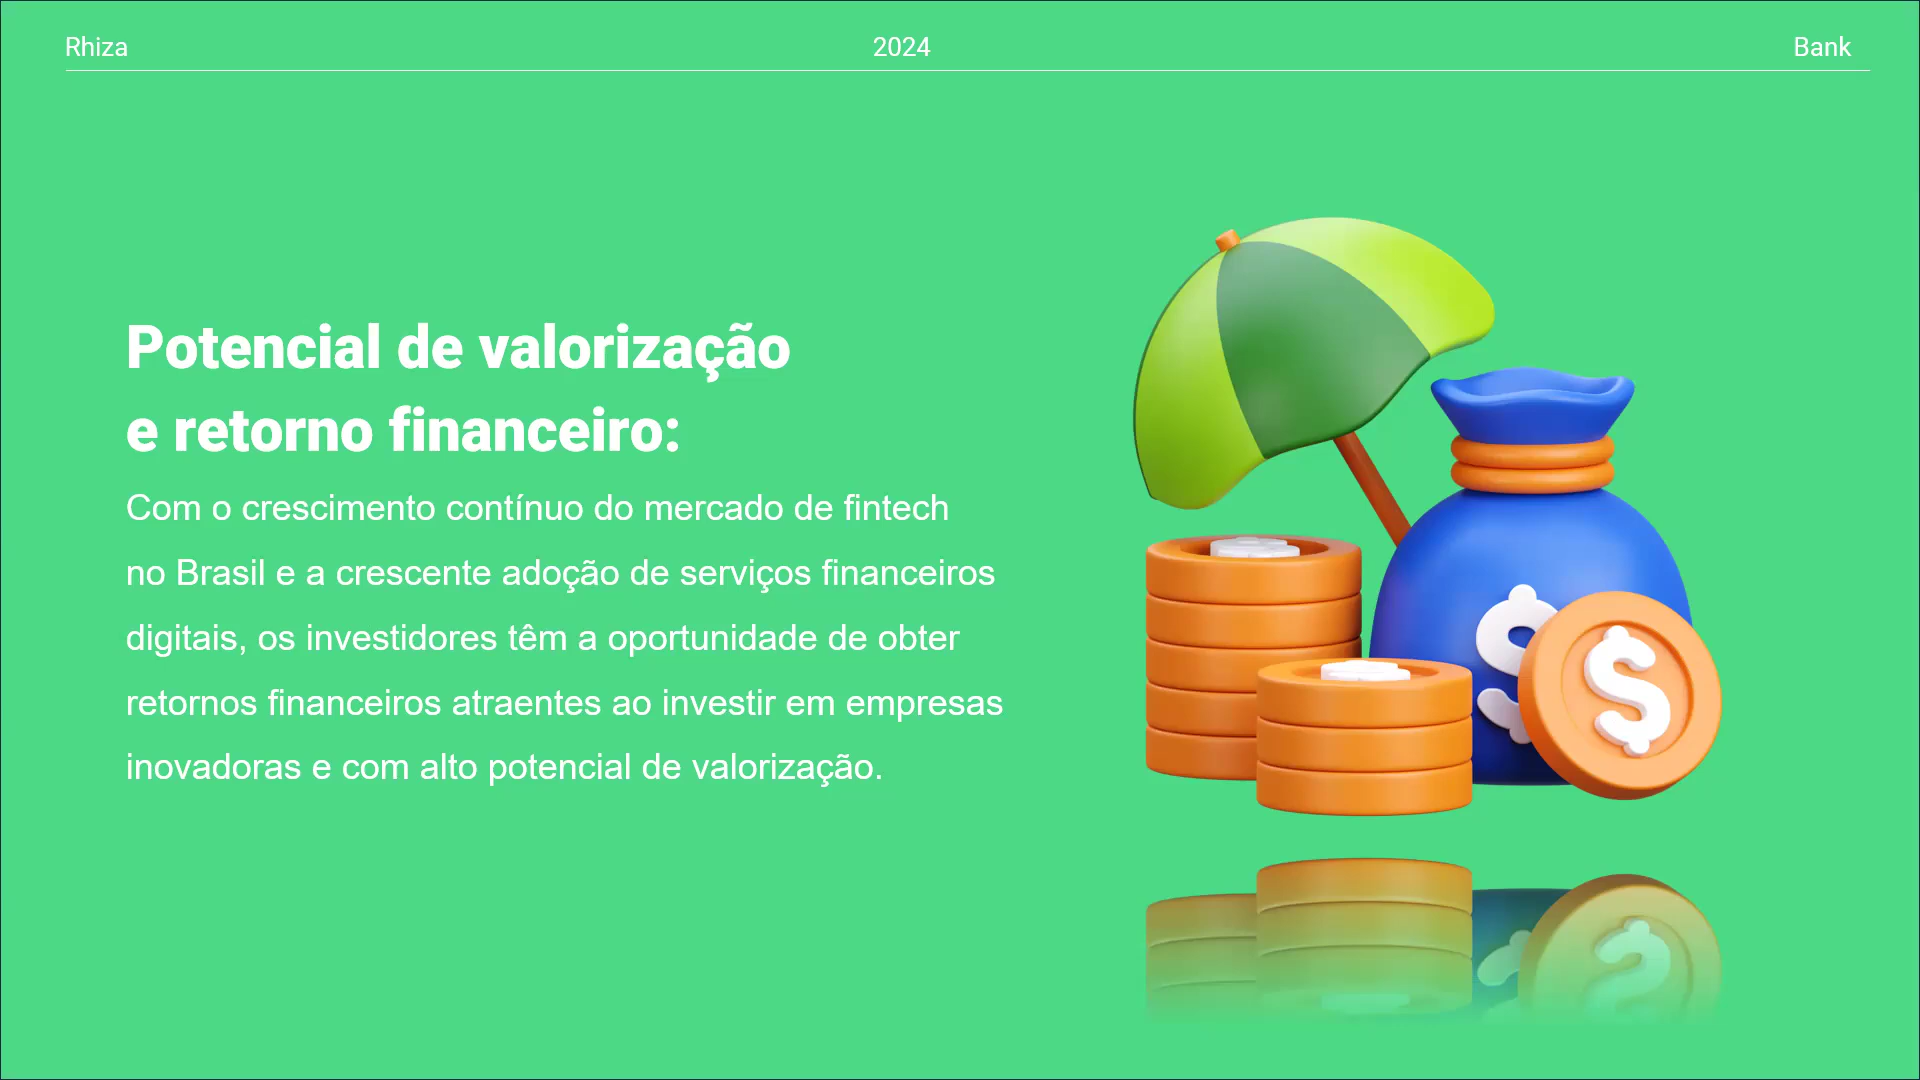 Rhiza 2024 Bank
Potencial de valorização
e retorno financeiro:
Com o crescimento contínuo do mercado de fintech
no Brasil e a crescente adoção de serviços financeiros
digitais, os investidores têm a oportunidade de obter
retornos financeiros atraentes ao investir em empresas
inovadoras e com alto potencial de valorização.
$
$